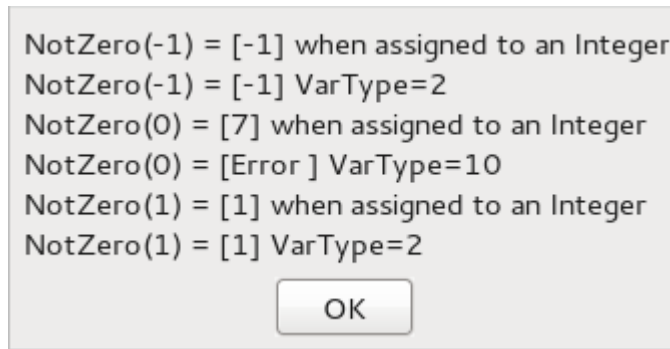 NotZero(-1) = [-1] when assigned to an Integer
NotZero(-1) = [-1] VarType=2
NotZero(0) = [7] when assigned to an Integer
NotZero(0) = [Error ] VarType=10
NotZero(1) = [1] when assigned to an Integer
NotZero(1) = [1] VarType=2
OK